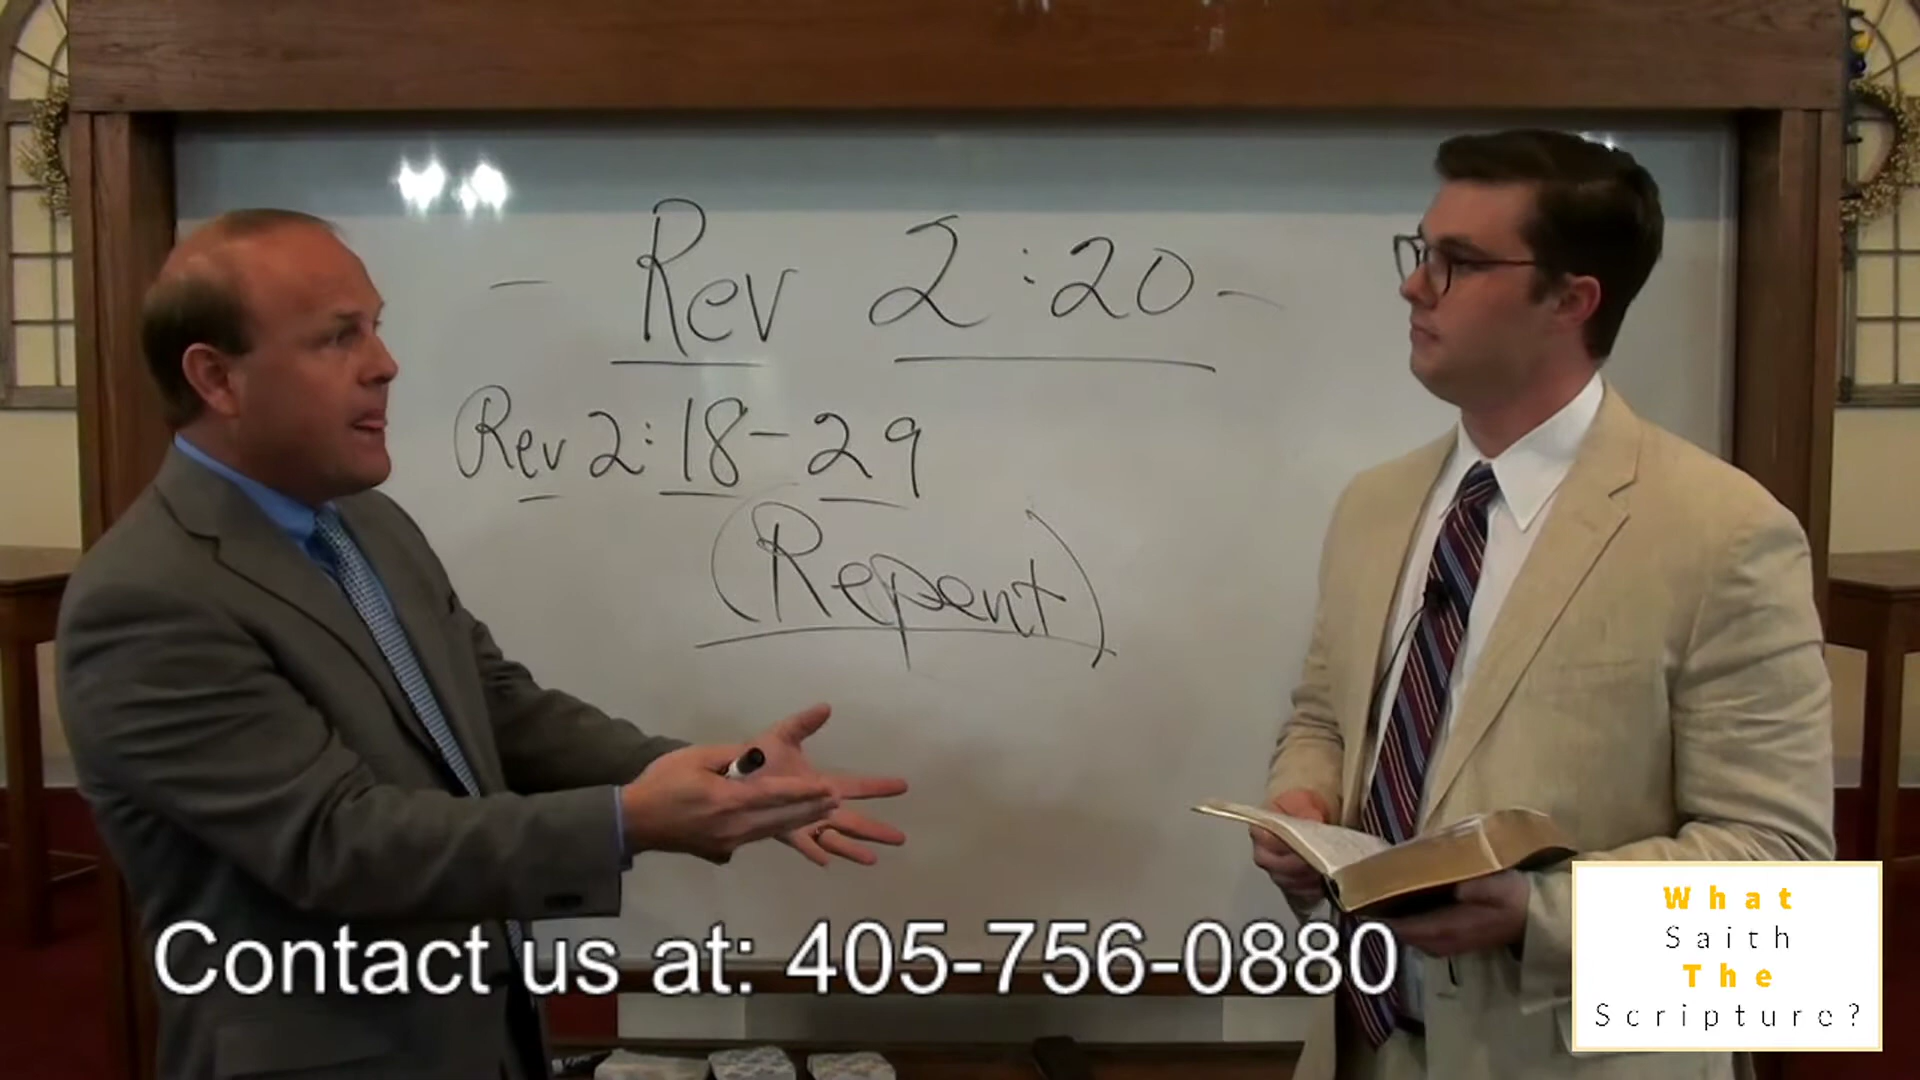 - Rev 2:20 -
Rev 2:18-29
(Repent)
Contact us at: 405-756-0880
What
Saith
The
Scripture?